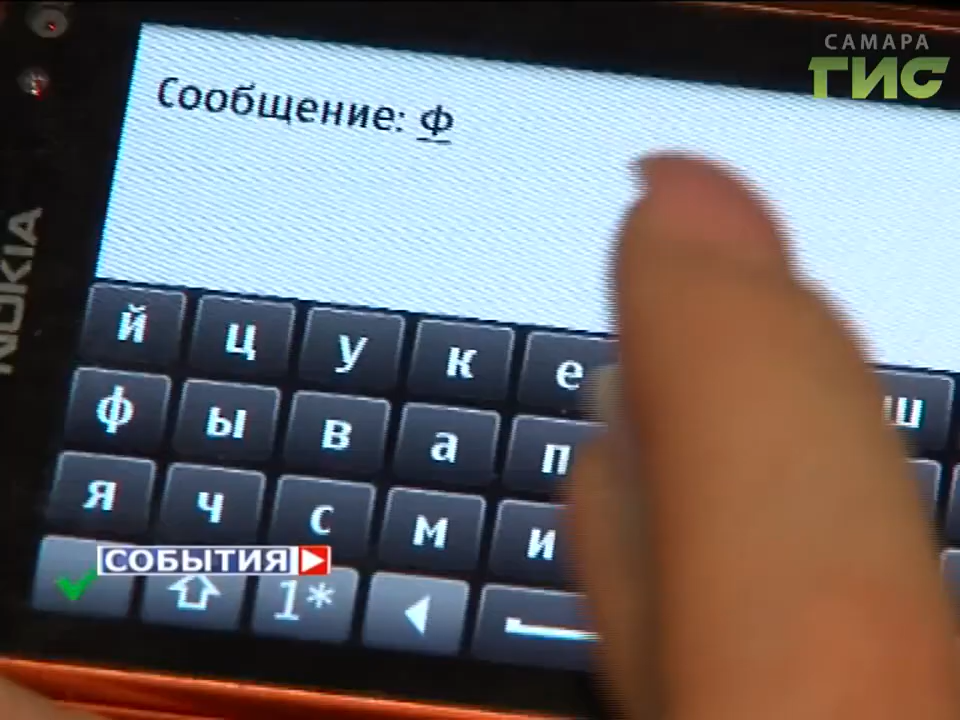 САМАРА
ГИС
Сообщение: Ф
NOKIA
й ц у к е ш
ф ы в а п
я ч с м и
СОБЫТИЯ
1*